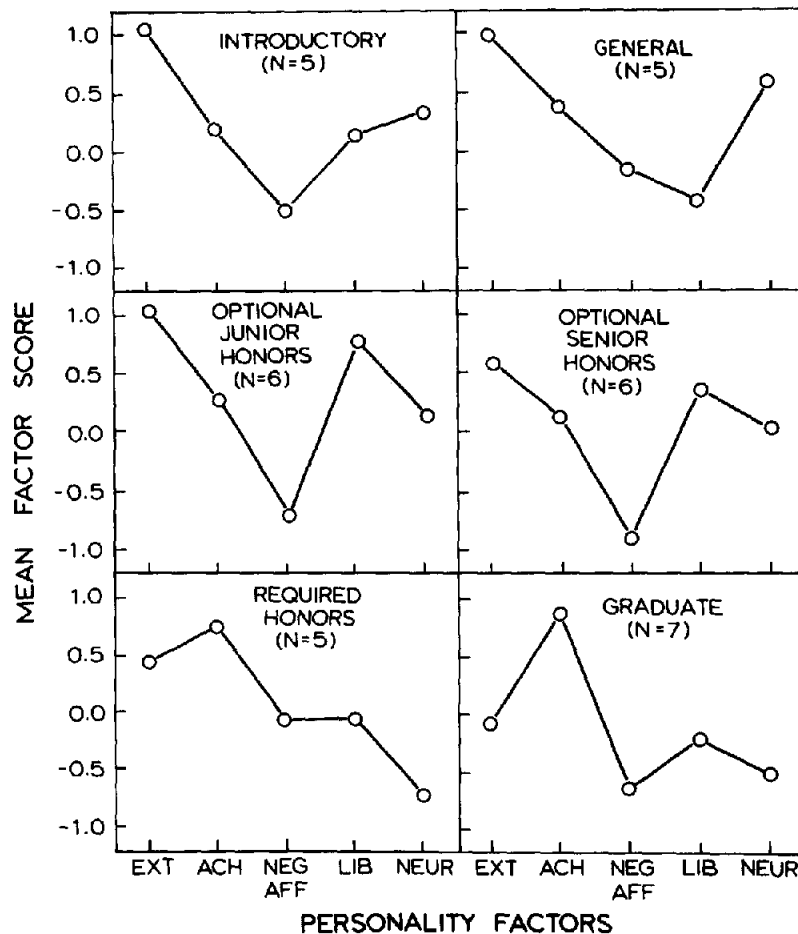 MEAN FACTOR SCORE
1.0
0.5
0.0
-0.5
-1.0
INTRODUCTORY
(N=5)
GENERAL
(N=5)
1.0
0.5
0.0
-0.5
-1.0
OPTIONAL
JUNIOR
HONORS
(N=6)
OPTIONAL
SENIOR
HONORS
(N=6)
1.0
0.5
0.0
-0.5
-1.0
REQUIRED
HONORS
(N=5)
GRADUATE
(N=7)
EXT ACH NEG AFF LIB NEUR
EXT ACH NEG AFF LIB NEUR
PERSONALITY FACTORS